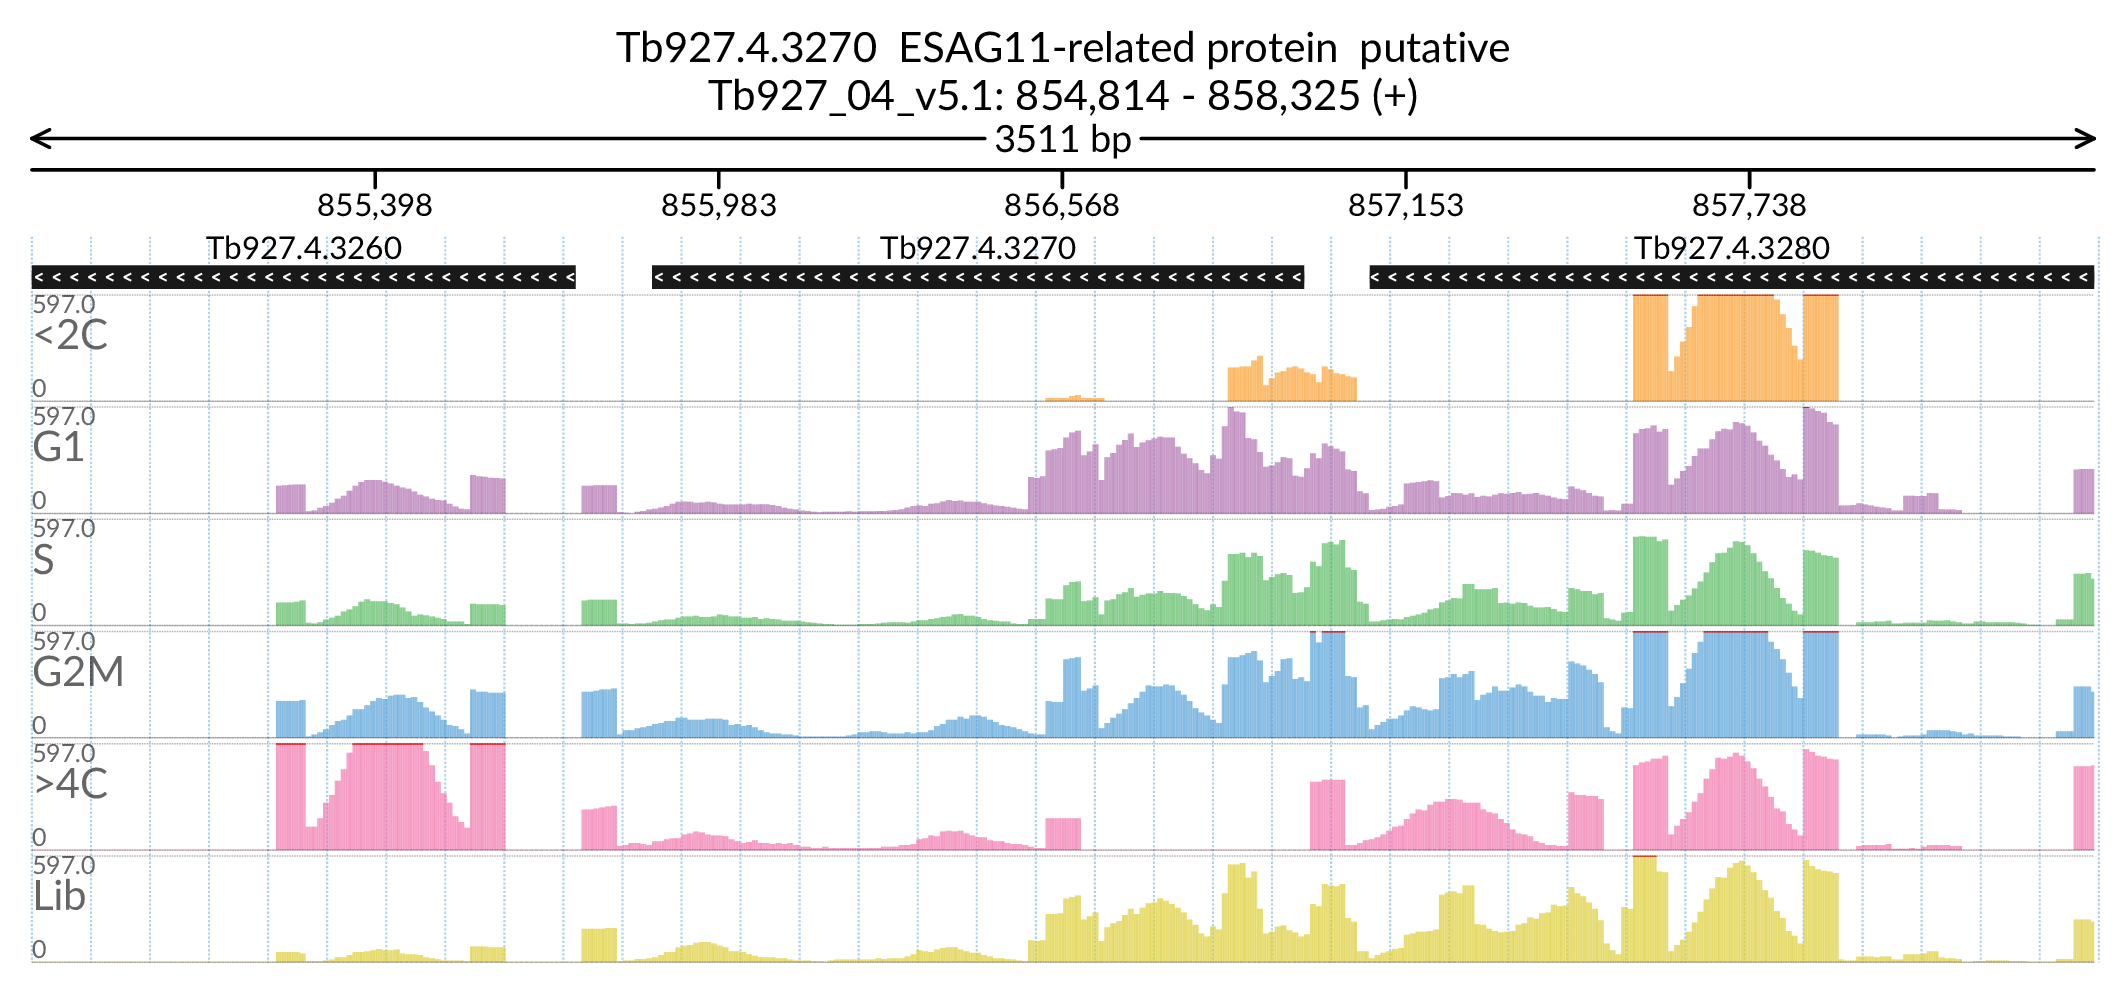 Tb927.4.3270 ESAG11-related protein putative
Tb927_04_v5.1: 854,814 - 858,325 (+)
3511 bp
855,398 855,983 856,568 857,153 857,738
Tb927.4.3260 Tb927.4.3270 Tb927.4.3280
597.0
<2C
0
597.0
G1
0
597.0
S
0
597.0
G2M
0
597.0
>4C
0
597.0
Lib
0